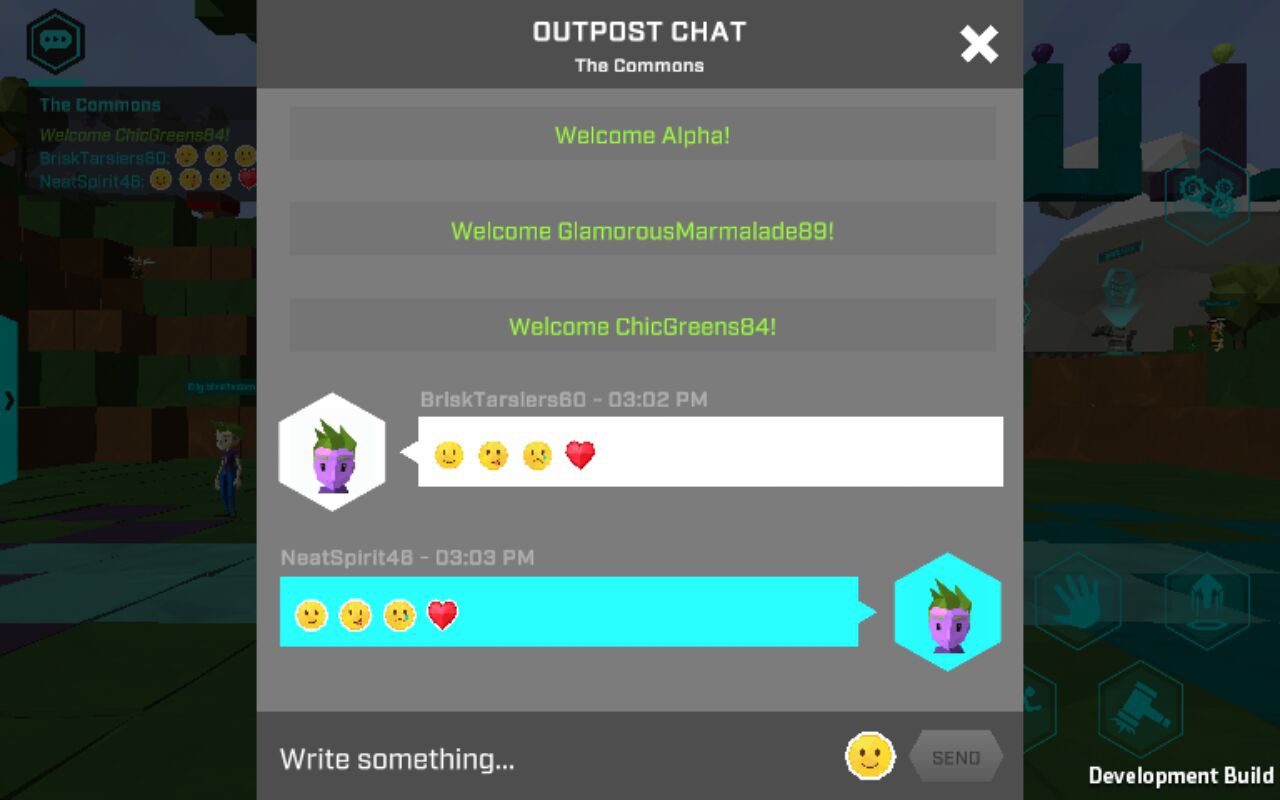 OUTPOST CHAT
The Commons
The Commons
Welcome ChicGreens84!
BriskTarsiers60:
NeatSpirit46:
Welcome Alpha!
Welcome GlamorousMarmalade89!
Welcome ChicGreens84!
BriskTarsiers60 - 03:02 PM
NeatSpirit46 - 03:03 PM
Write something...
SEND
Development Build